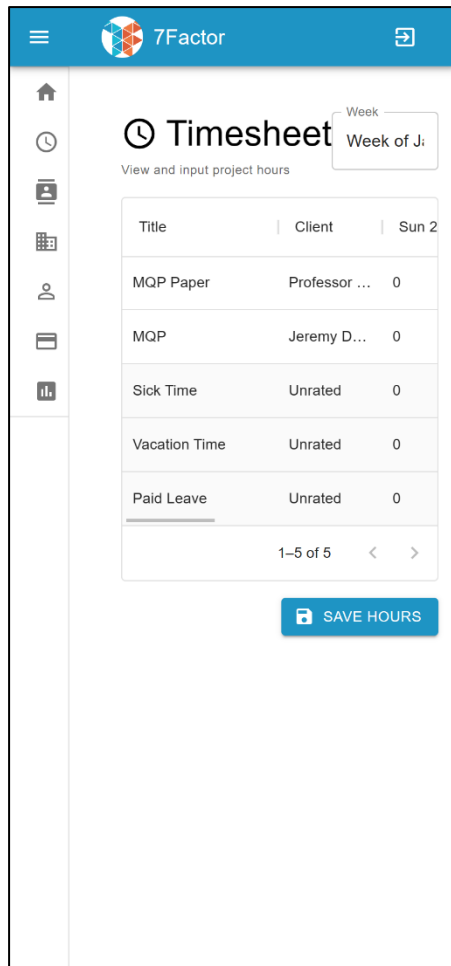 7Factor
Timesheet
Week
Week of J
View and input project hours
Title Client Sun 2
MQP Paper Professor ... 0
MQP Jeremy D... 0
Sick Time Unrated 0
Vacation Time Unrated 0
Paid Leave Unrated 0
1–5 of 5
SAVE HOURS